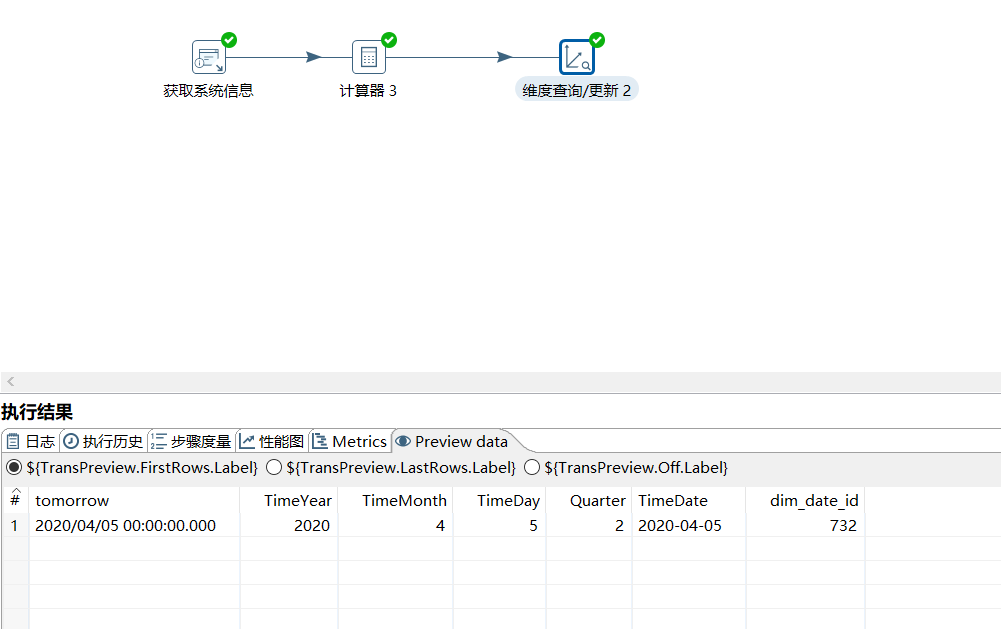 获取系统信息 计算器 3 维度查询/更新 2
执行结果
日志 执行历史 步骤度量 性能图 Metrics Preview data
${TransPreview.FirstRows.Label} ${TransPreview.LastRows.Label} ${TransPreview.Off.Label}
# tomorrow TimeYear TimeMonth TimeDay Quarter TimeDate dim_date_id
1 2020/04/05 00:00:00.000 2020 4 5 2 2020-04-05 732